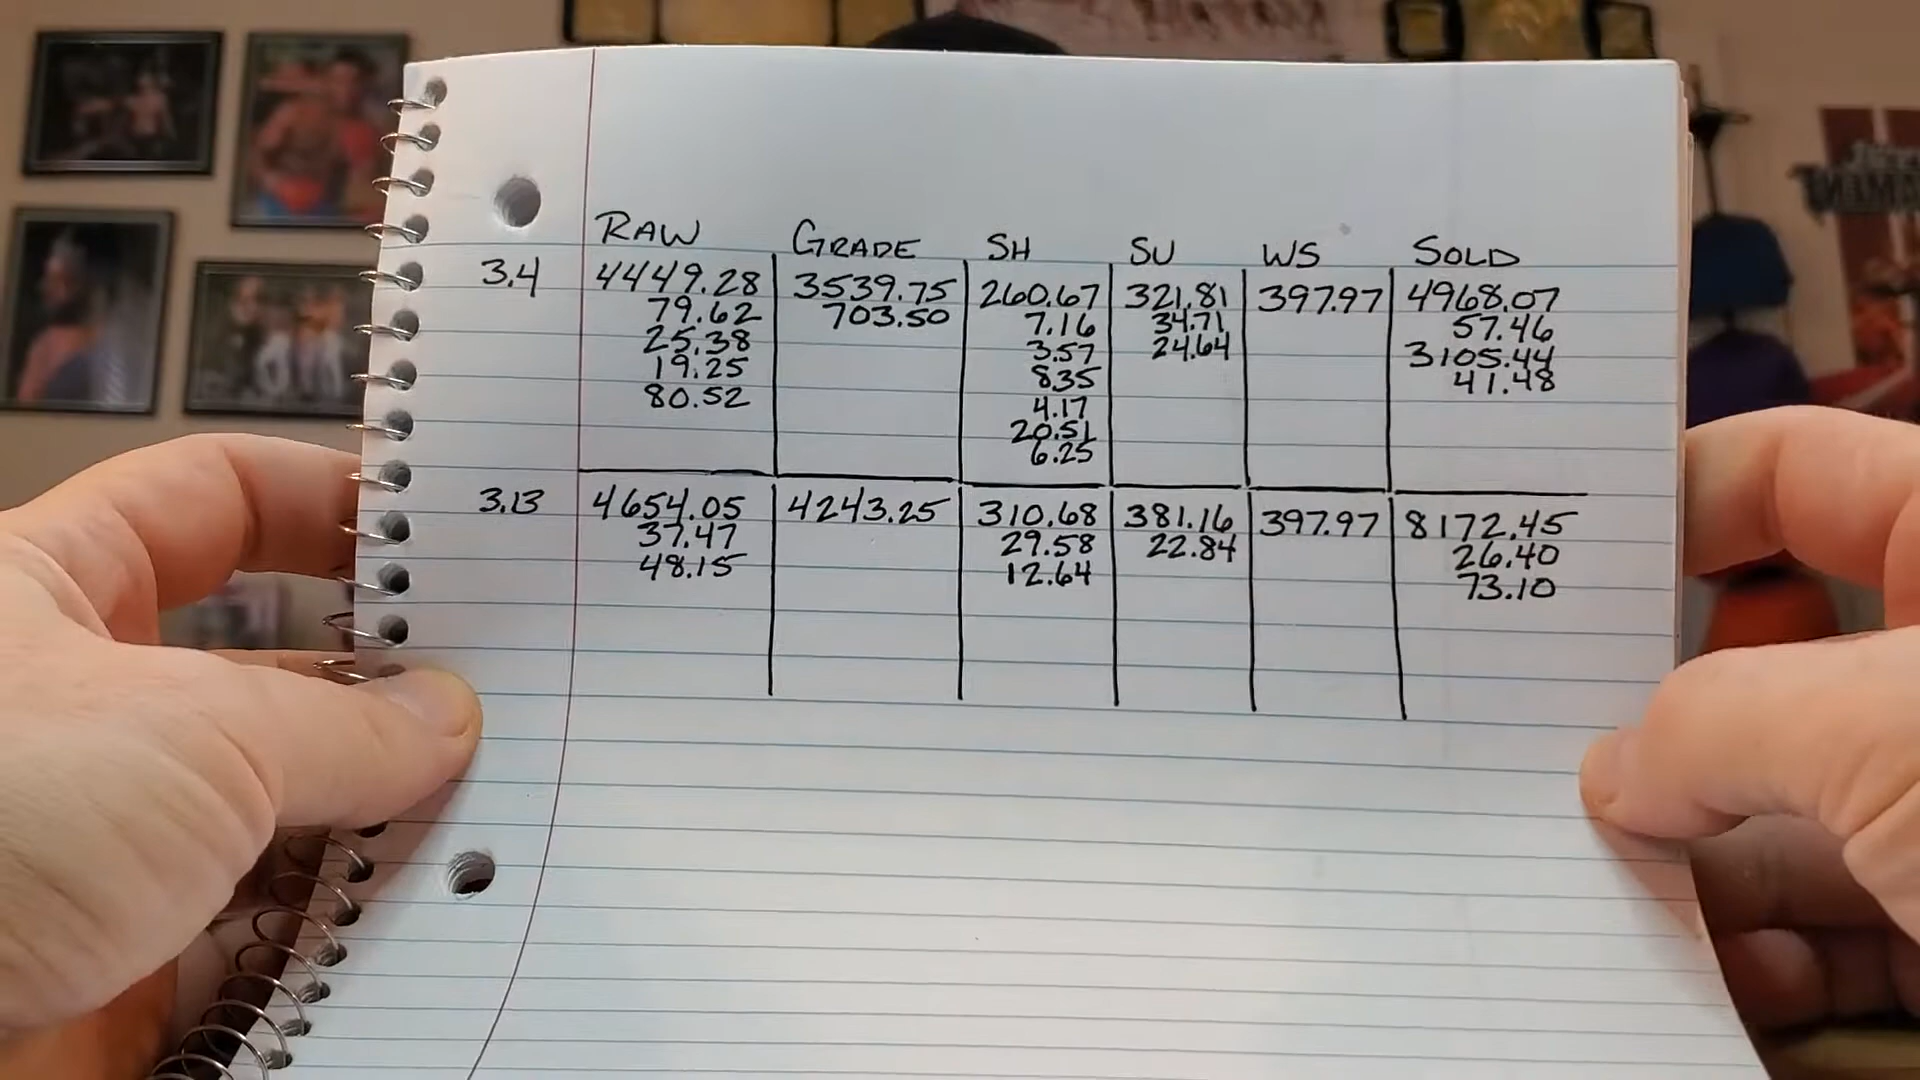 RAW GRADE SH SU WS SOLD
3.4 4449.28 3539.75 260.67 321.81 397.97 4968.07
79.62 703.50 7.16 34.71 57.46
25.38 3.57 24.64 3105.44
19.25 8.35 41.48
80.52 4.17
20.51
6.25
3.13 4654.05 4243.25 310.68 381.16 397.97 8172.45
37.47 29.58 22.84 26.40
48.15 12.64 73.10